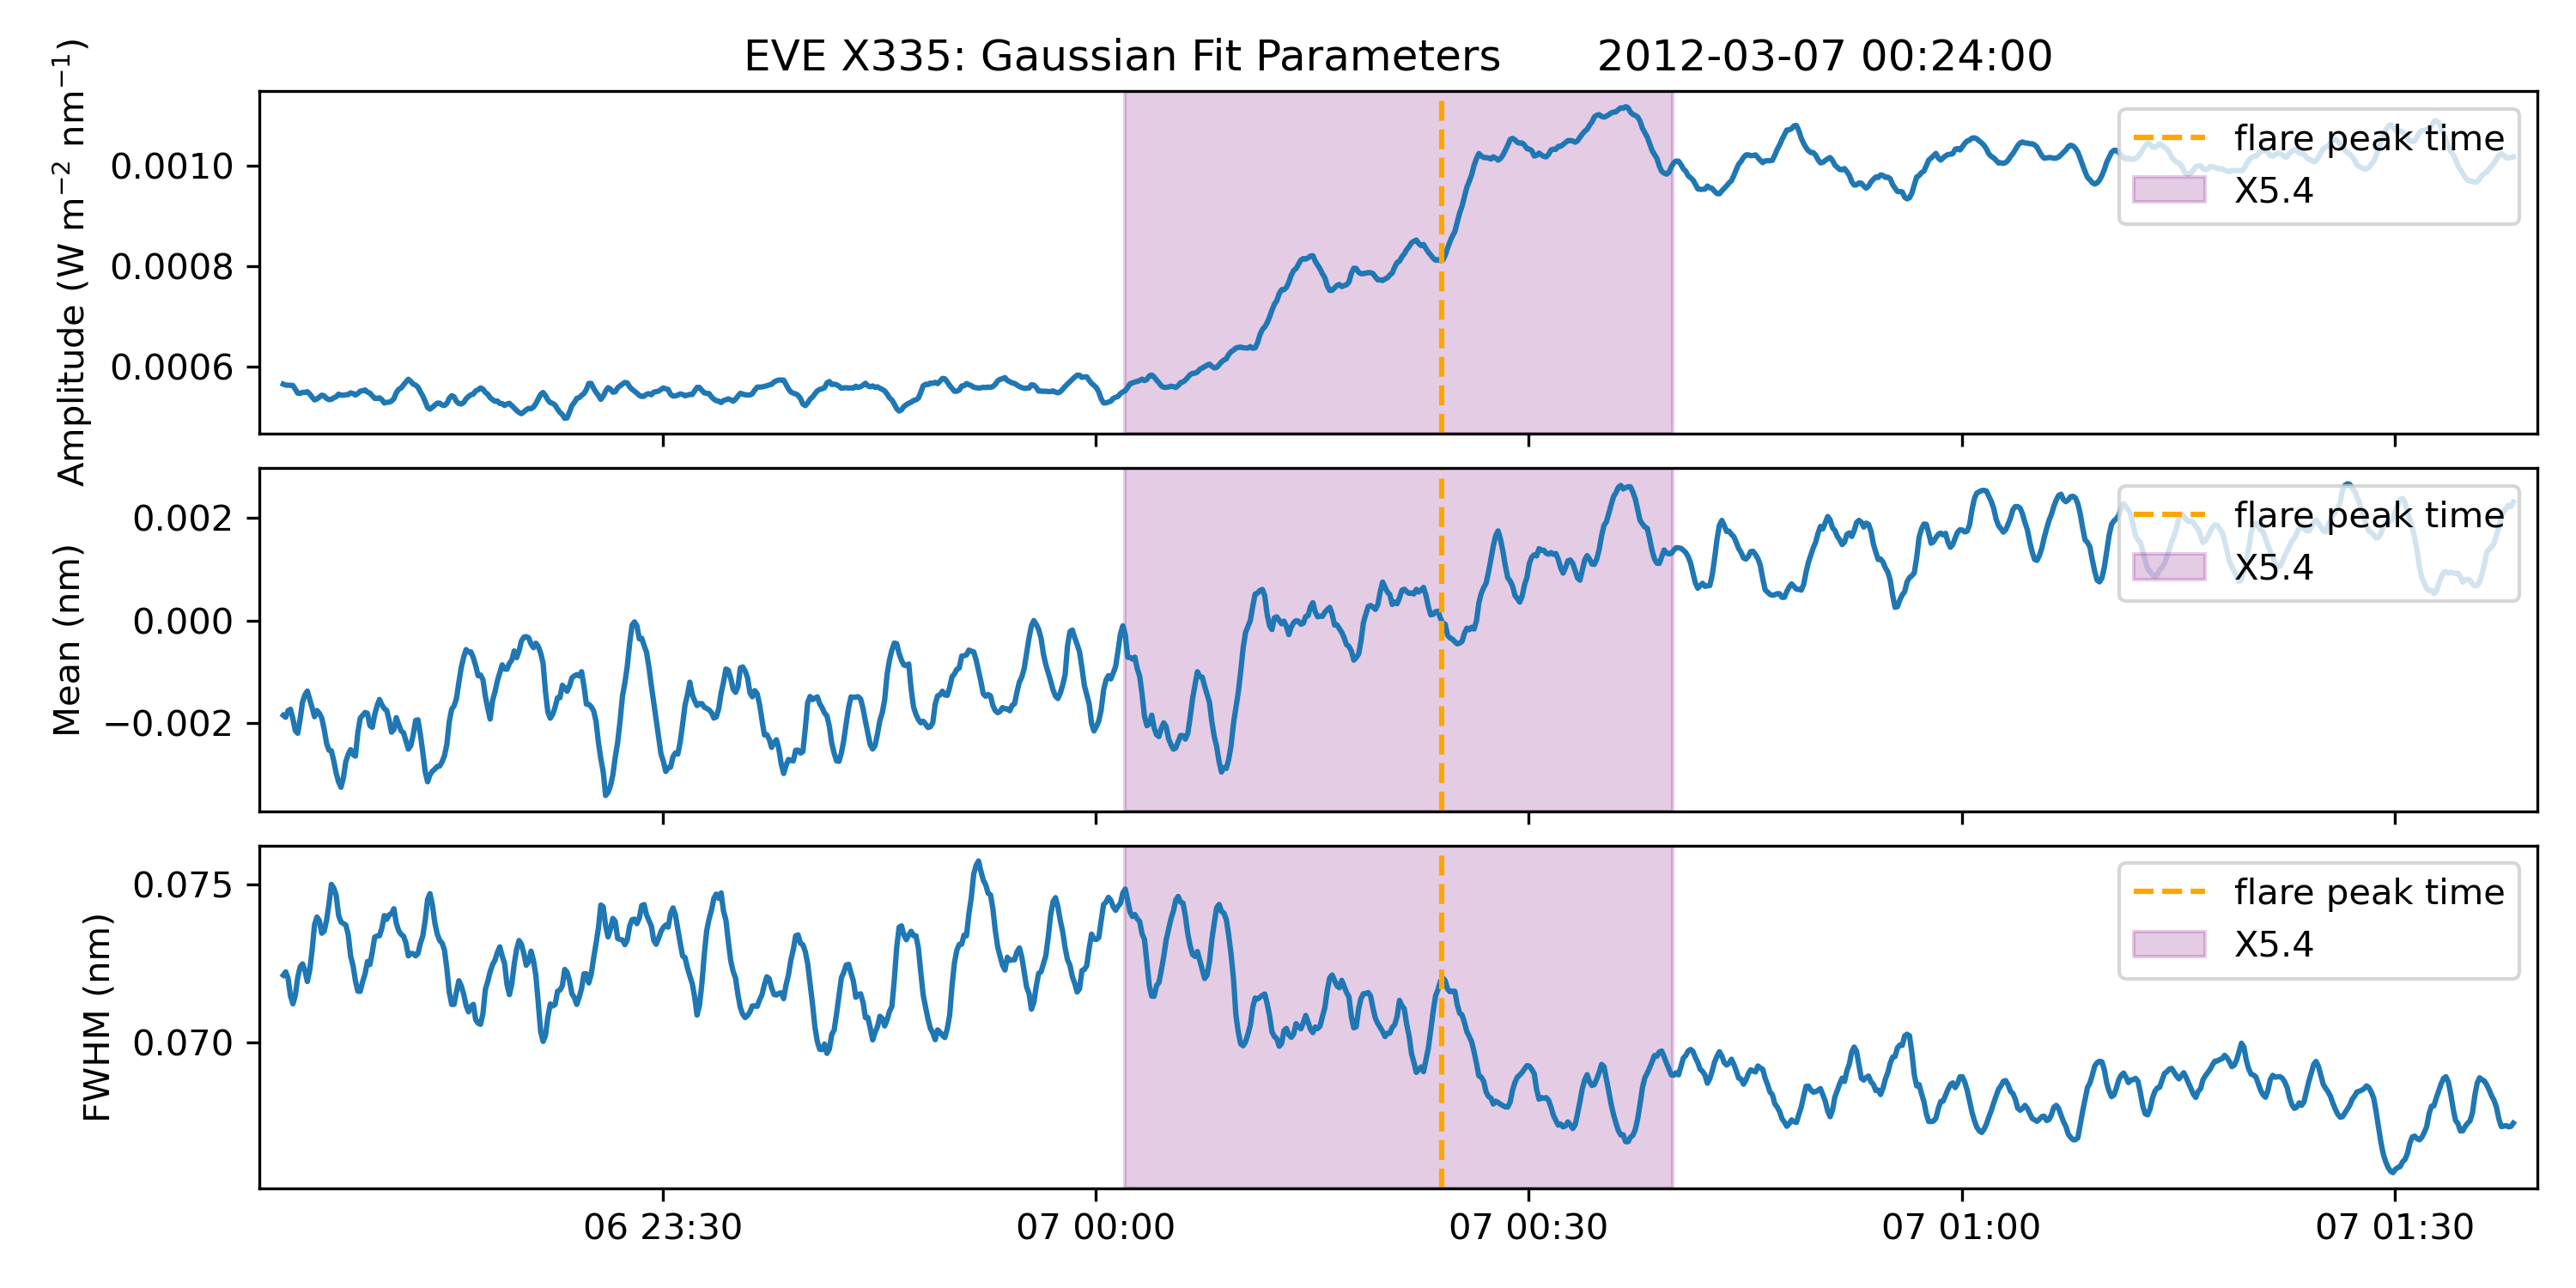 EVE X335: Gaussian Fit Parameters 2012-03-07 00:24:00
Amplitude (W m⁻² nm⁻¹)
0.0010
0.0008
0.0006
flare peak time
X5.4
Mean (nm)
0.002
0.000
−0.002
flare peak time
X5.4
FWHM (nm)
0.075
0.070
flare peak time
X5.4
06 23:30 07 00:00 07 00:30 07 01:00 07 01:30